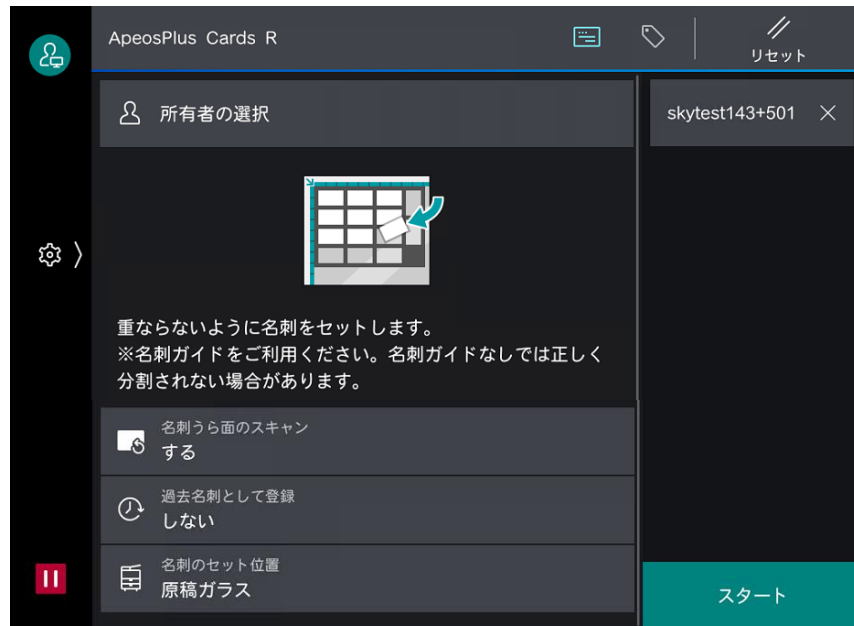 ApeosPlus Cards R
リセット
所有者の選択
skytest143+501
重ならないように名刺をセットします。
※名刺ガイドをご利用ください。名刺ガイドなしでは正しく
分割されない場合があります。
名刺うら面のスキャン
する
過去名刺として登録
しない
名刺のセット位置
原稿ガラス
スタート